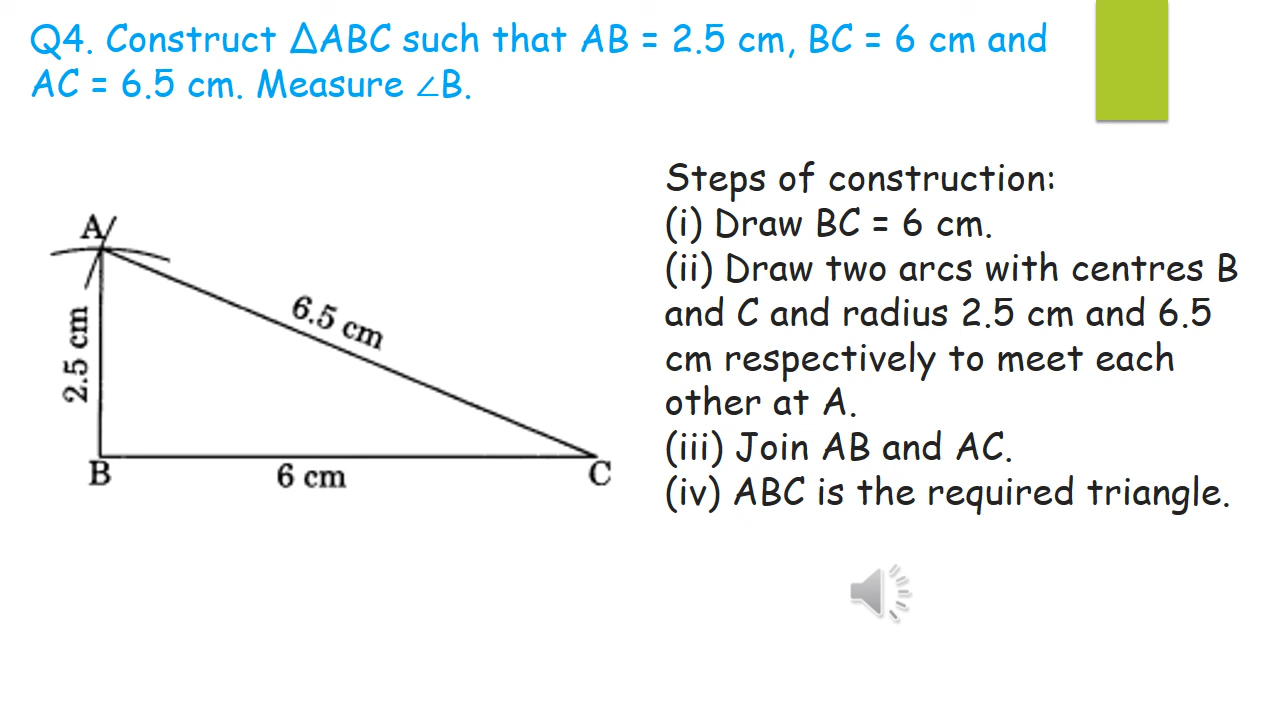 Q4. Construct ∆ABC such that AB = 2.5 cm, BC = 6 cm and
AC = 6.5 cm. Measure ∠B.
A
6.5 cm
2.5 cm
B
6 cm
C
Steps of construction:
(i) Draw BC = 6 cm.
(ii) Draw two arcs with centres B
and C and radius 2.5 cm and 6.5
cm respectively to meet each
other at A.
(iii) Join AB and AC.
(iv) ABC is the required triangle.